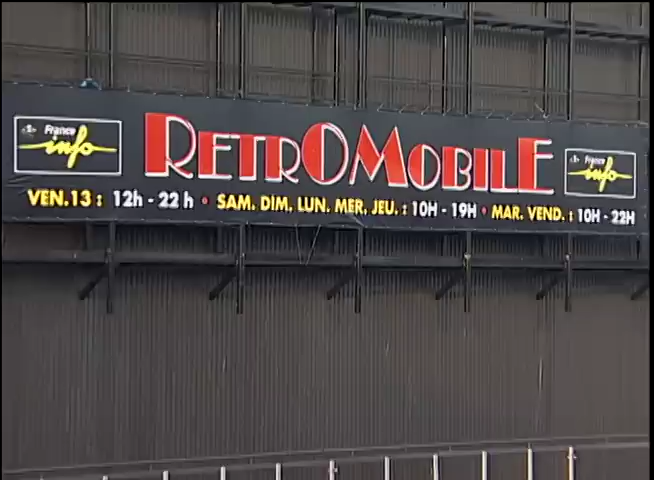 France info
RETROMOBILE
France info
VEN.13 : 12h - 22 h • SAM. DIM. LUN. MER. JEU. : 10H - 19H • MAR. VEND. : 10H - 22H